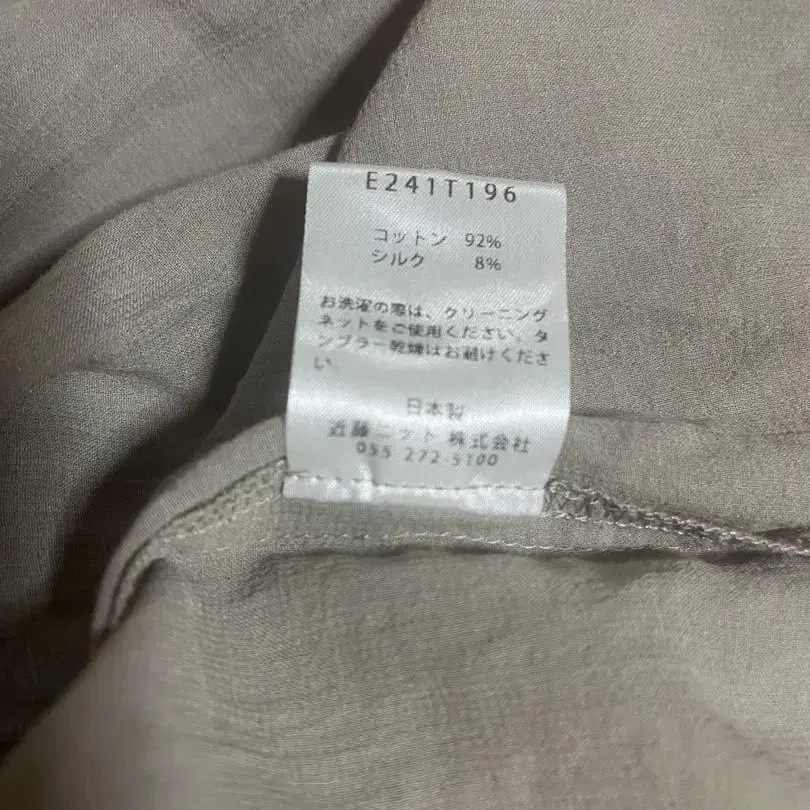 E241T196
コットン 92%
シルク 8%
お洗濯の際は、クリーニング
ネットをご使用ください。タ
ンブラー乾燥はお避けくださ
い。
日本製
近藤ニット 株式会社
055 272-5100